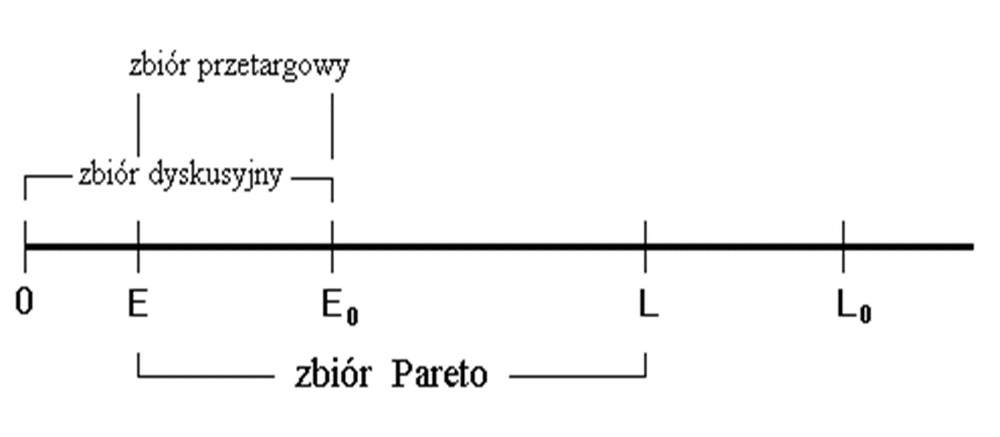 zbiór przetargowy
zbiór dyskusyjny
0 E E₀ L L₀
zbiór Pareto